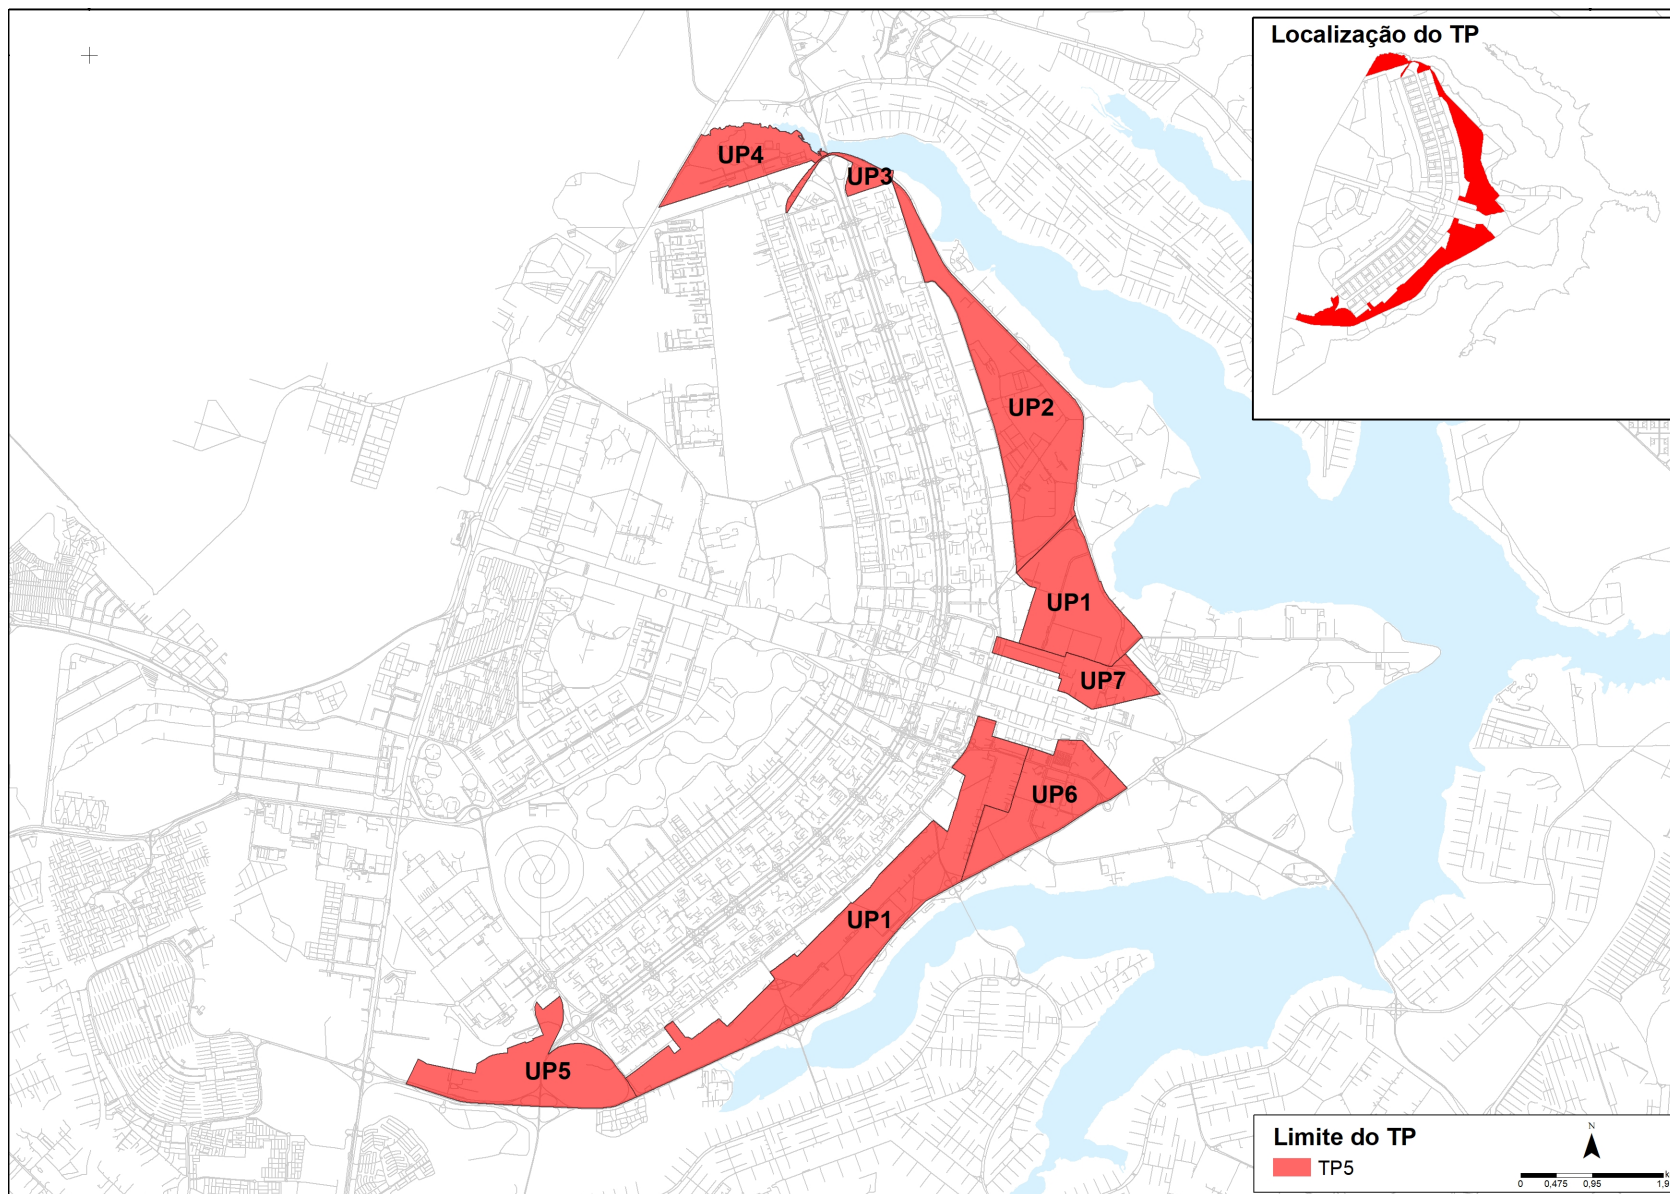 Localização do TP
UP4
UP3
UP2
UP1
UP7
UP6
UP1
UP5
Limite do TP
TP5
N
0 0,475 0,95 1,9